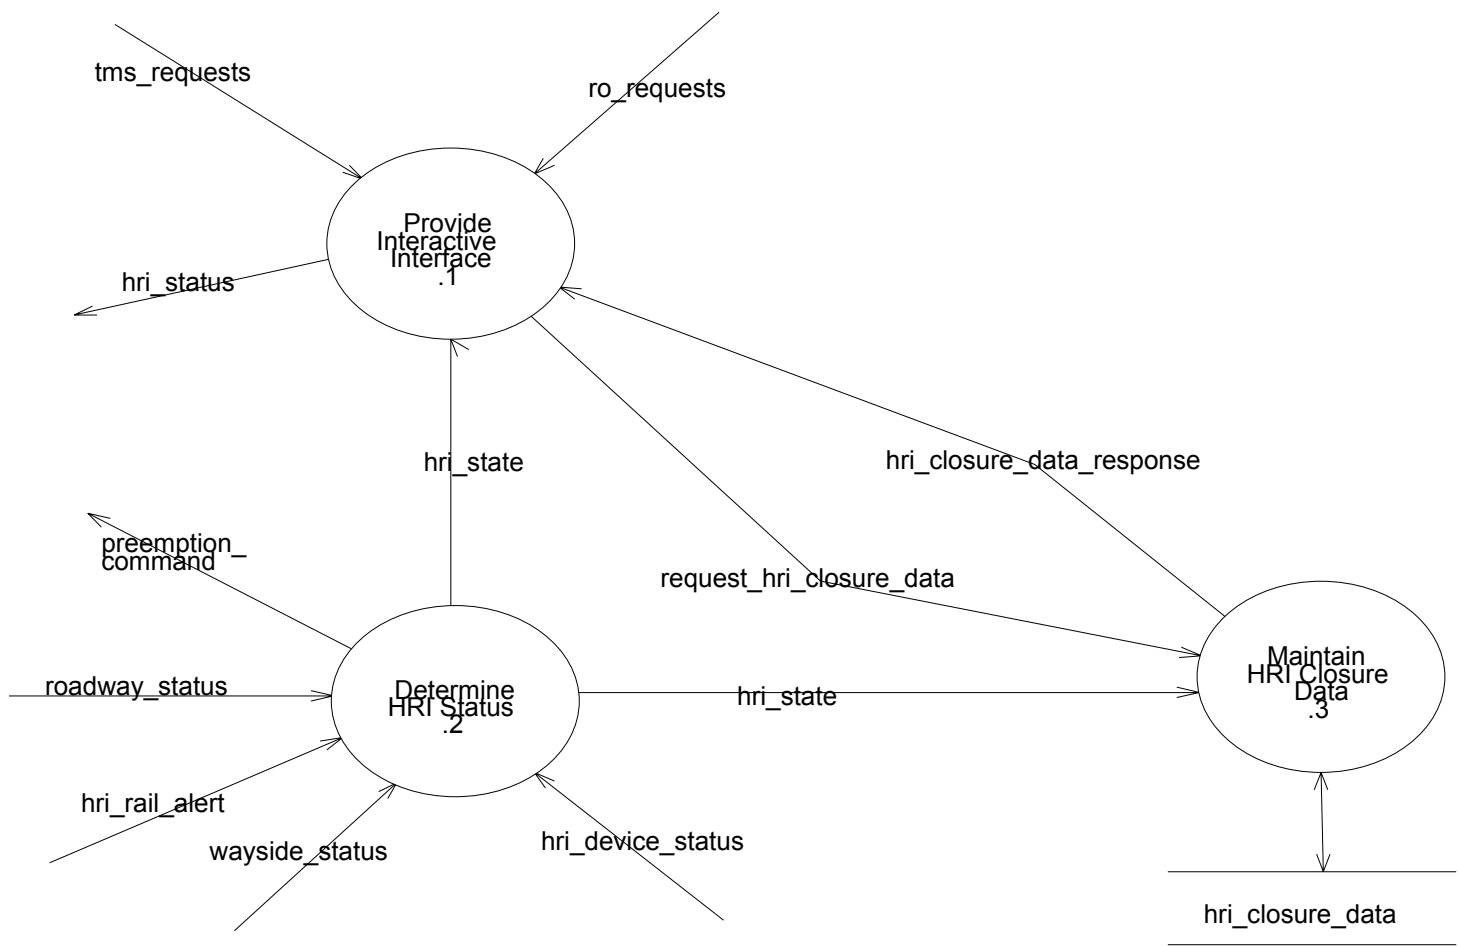 tms_requests
ro_requests
Provide
Interactive
Interface
.1
hri_status
hri_state
hri_closure_data_response
preemption_
command
request_hri_closure_data
roadway_status
Determine
HRI Status
.2
hri_state
Maintain
HRI Closure
Data
.3
hri_rail_alert
wayside_status
hri_device_status
hri_closure_data